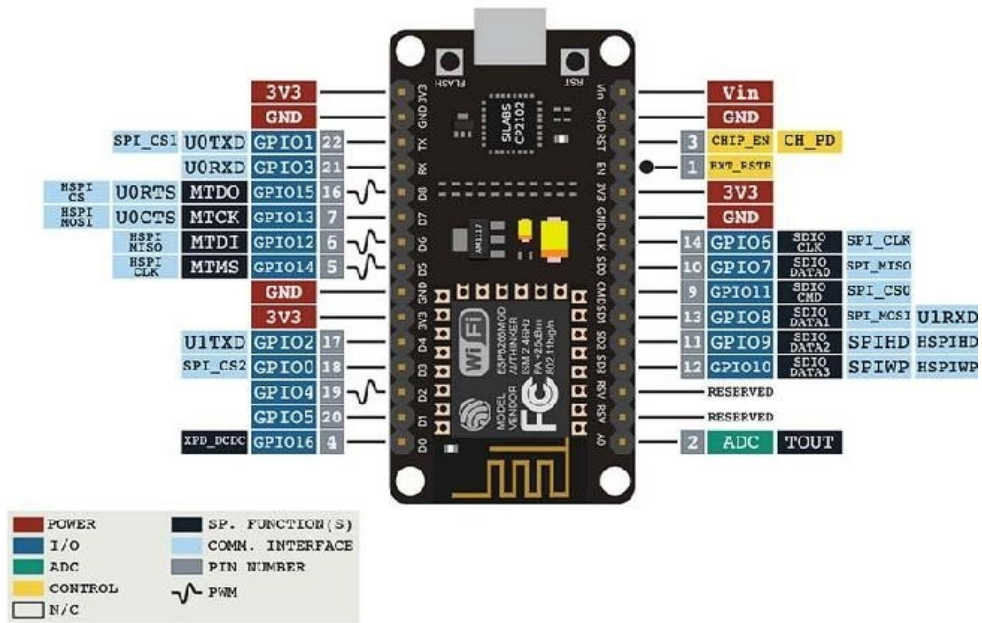 FLASH
RST
3V3
GND
TX
RX
D8
D7
D6
D5
GND
3V3
D4
D3
D2
D1
D0
Vin
GND
RST
EN
3V3
GND
CLK
SD0
CMD
SD1
SD2
SD3
RSV
RSV
A0
SILABS
CP2102
AM1117
WiFi
MODEL
VENDOR
ESP8266MOD
AI/THINKER
ISM 2.4GHz
PA +25dBm
802.11b/g/n
FC
3V3
GND
SPI_CS1 U0TXD GPIO1 22
U0RXD GPIO3 21
HSPI CS U0RTS MTDO GPIO15 16
HSPI MOSI U0CTS MTCK GPIO13 7
HSPI MISO MTDI GPIO12 6
HSPI CLK MTMS GPIO14 5
GND
3V3
U1TXD GPIO2 17
SPI_CS2 GPIO0 18
GPIO4 19
GPIO5 20
XPD_DCDC GPIO16 4
Vin
GND
3 CHIP_EN CH_PD
1 EXT_RSTB
3V3
GND
14 GPIO6 SDIO CLK SPI_CLK
10 GPIO7 SDIO DATA0 SPI_MISO
9 GPIO11 SDIO CMD SPI_CS0
13 GPIO8 SDIO DATA1 SPI_MOSI U1RXD
11 GPIO9 SDIO DATA2 SPIHD HSPIHD
12 GPIO10 SDIO DATA3 SPIWP HSPIWP
RESERVED
RESERVED
2 ADC TOUT
POWER
I/O
ADC
CONTROL
N/C
SP. FUNCTION(S)
COMM. INTERFACE
PIN NUMBER
PWM